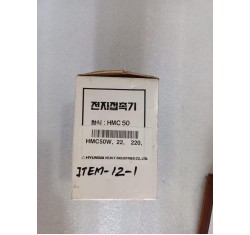 전자접촉기
형식 : HMC 50
HMC50W, 22, 220,
HYUNDAI HEAVY INDUSTRIES CO., LTD.
ITEM-12-1